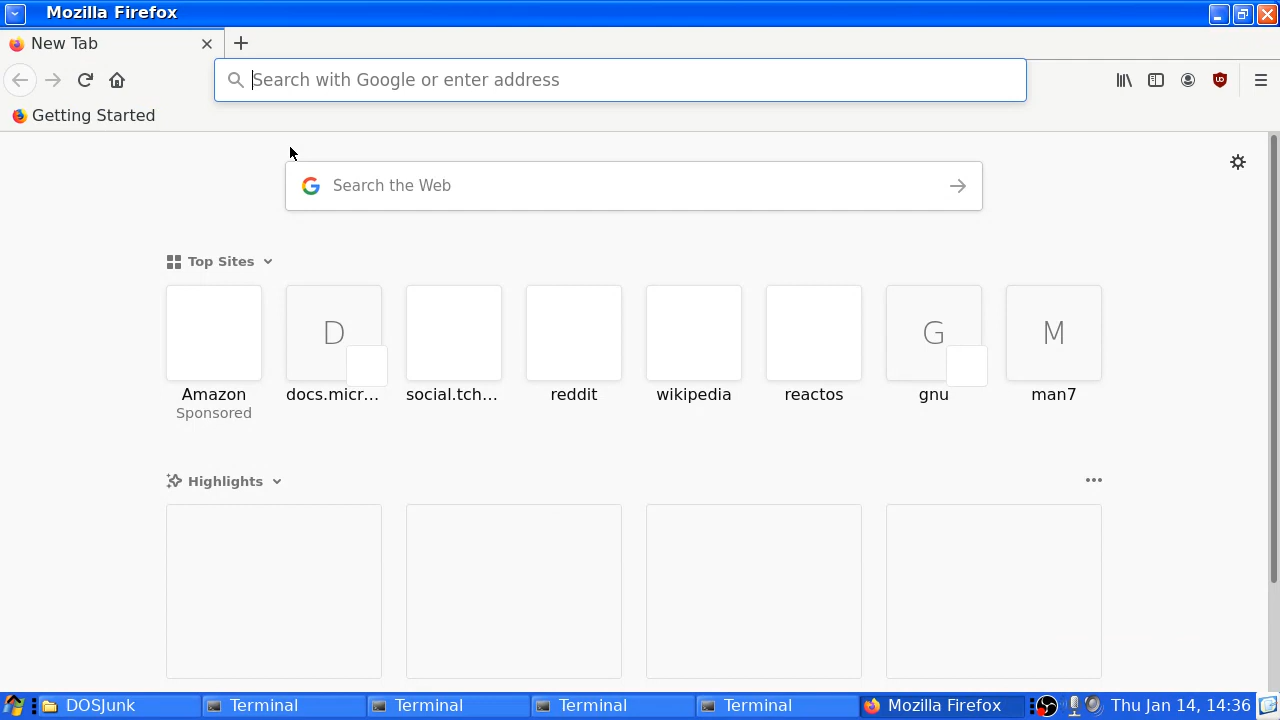 Mozilla Firefox
New Tab
Search with Google or enter address
Getting Started
Search the Web
Top Sites
D
G
M
Amazon
Sponsored
docs.micr...
social.tch...
reddit
wikipedia
reactos
gnu
man7
Highlights
DOSJunk
Terminal
Terminal
Terminal
Terminal
Mozilla Firefox
Thu Jan 14, 14:36